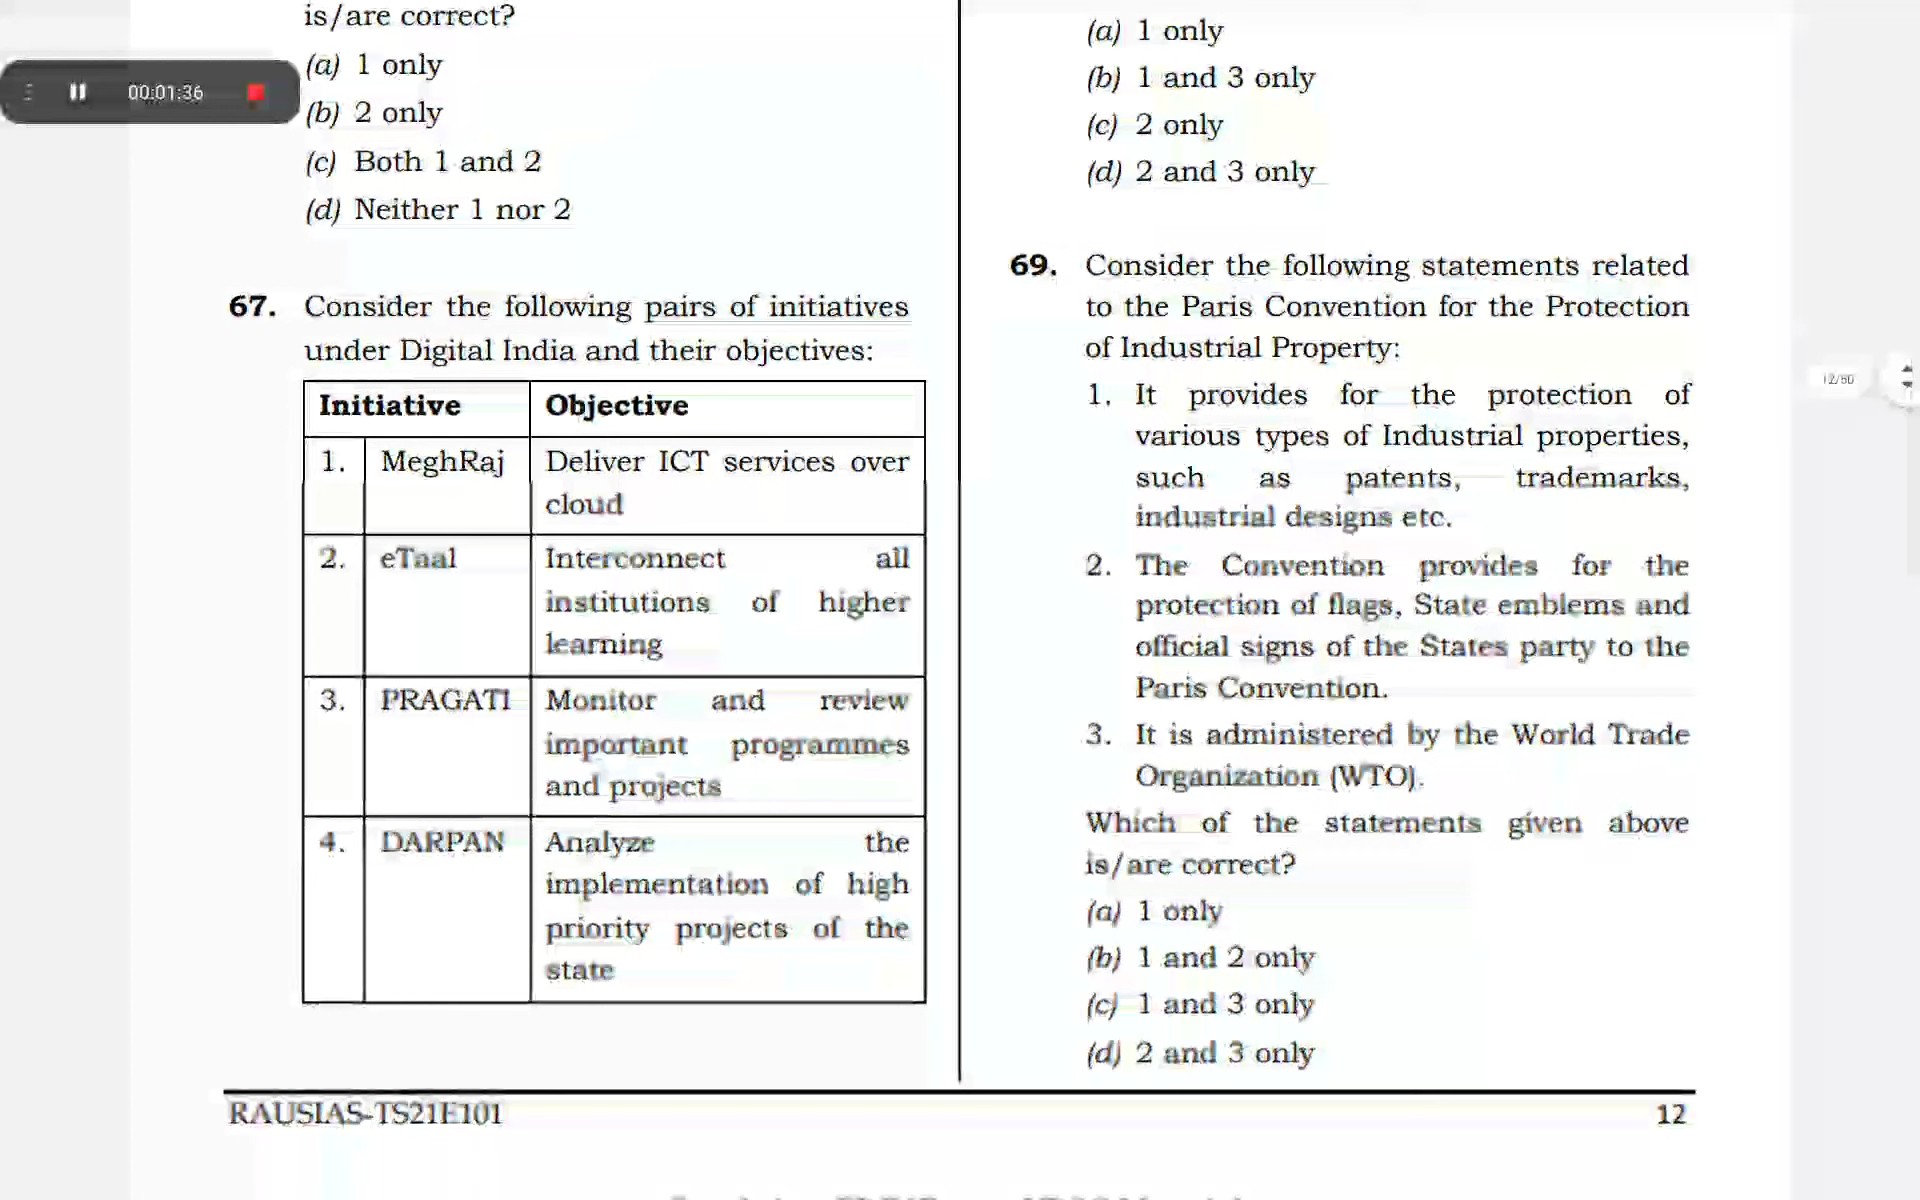 is/are correct?
(a) 1 only
00:01:36
(b) 2 only
(c) Both 1 and 2
(d) Neither 1 nor 2
67. Consider the following pairs of initiatives
under Digital India and their objectives:
Initiative Objective
1. MeghRaj Deliver ICT services over
cloud
2. eTaal Interconnect all
institutions of higher
learning
3. PRAGATI Monitor and review
important programmes
and projects
4. DARPAN Analyze the
implementation of high
priority projects of the
state
(a) 1 only
(b) 1 and 3 only
(c) 2 only
(d) 2 and 3 only
69. Consider the following statements related
to the Paris Convention for the Protection
of Industrial Property:
1. It provides for the protection of
various types of Industrial properties,
such as patents, trademarks,
industrial designs etc.
2. The Convention provides for the
protection of flags, State emblems and
official signs of the States party to the
Paris Convention.
3. It is administered by the World Trade
Organization (WTO).
Which of the statements given above
is/are correct?
(a) 1 only
(b) 1 and 2 only
(c) 1 and 3 only
(d) 2 and 3 only
RAUSIAS-TS21E101 12